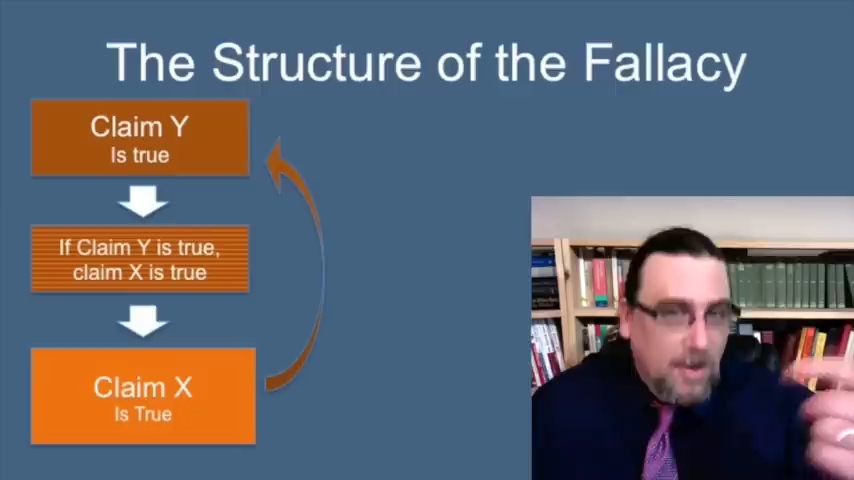 The Structure of the Fallacy
Claim Y
Is true
If Claim Y is true,
claim X is true
Claim X
Is True